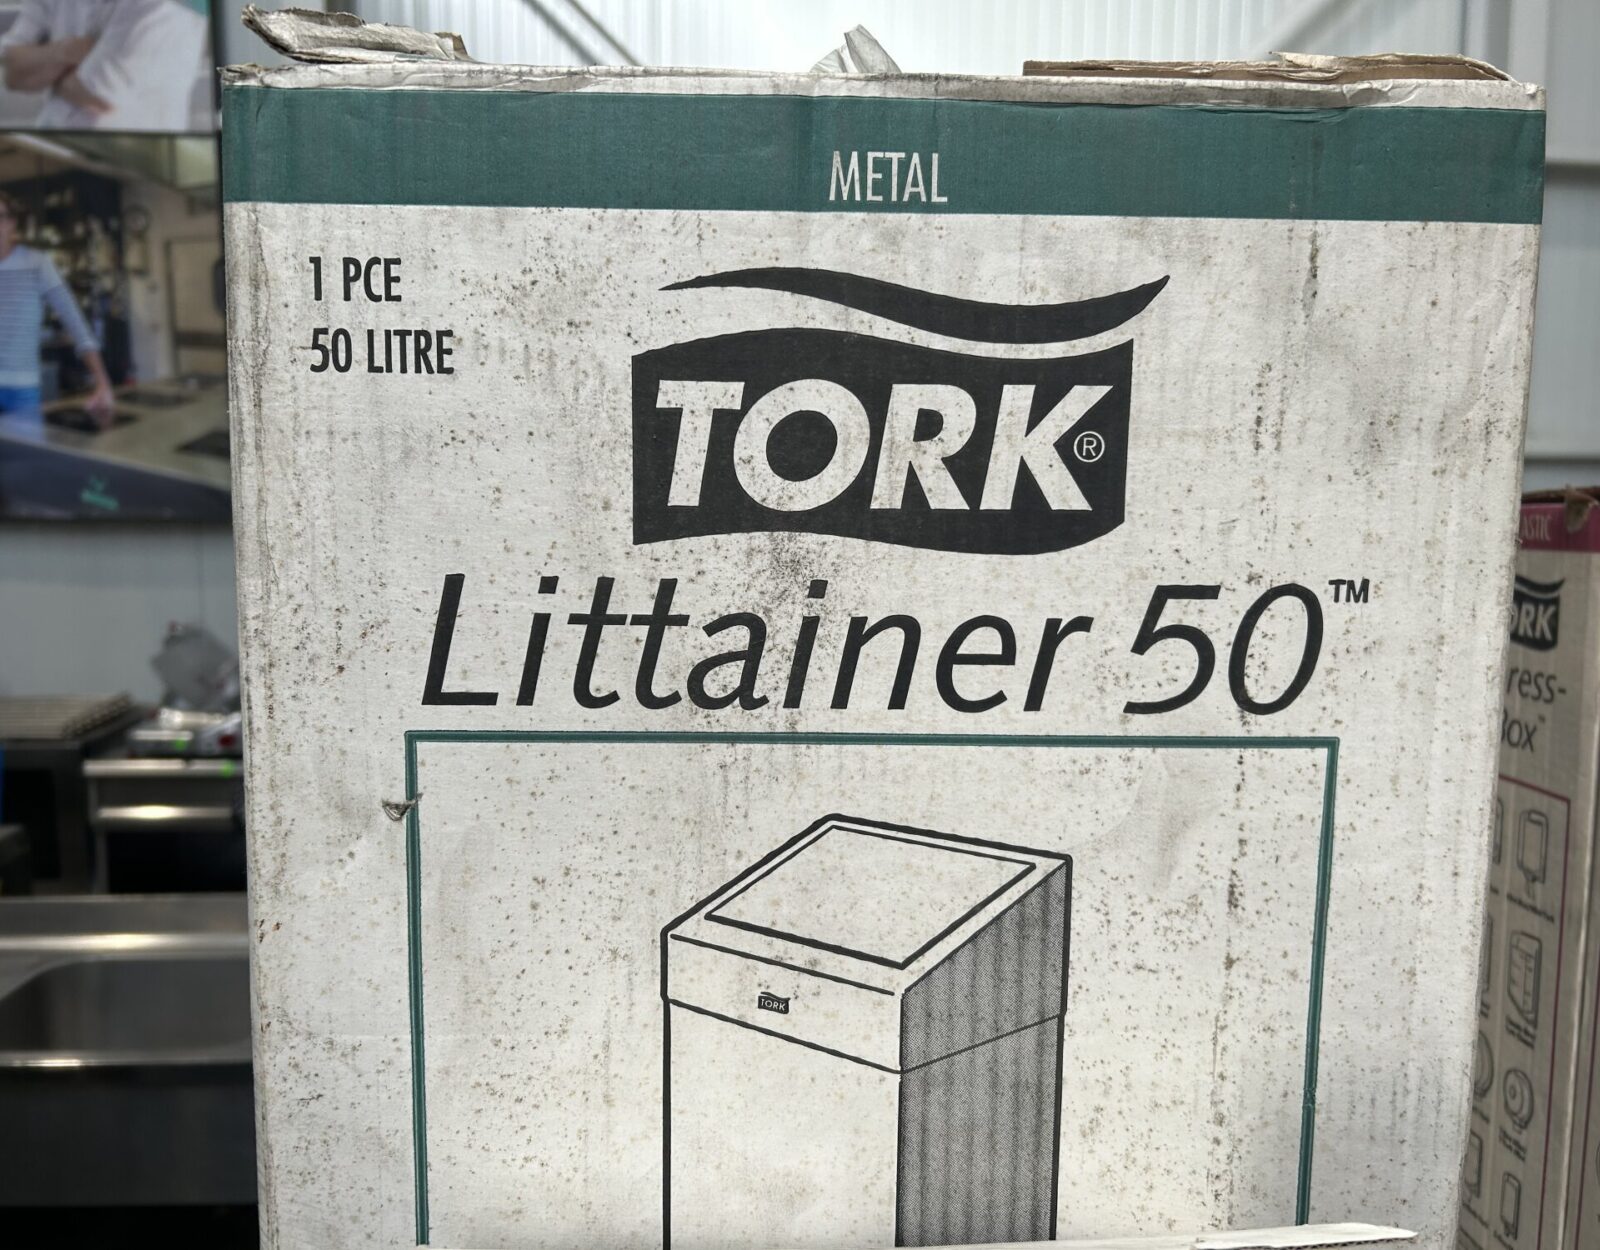 METAL
1 PCE
50 LITRE
TORK®
Littainer 50™
TORK